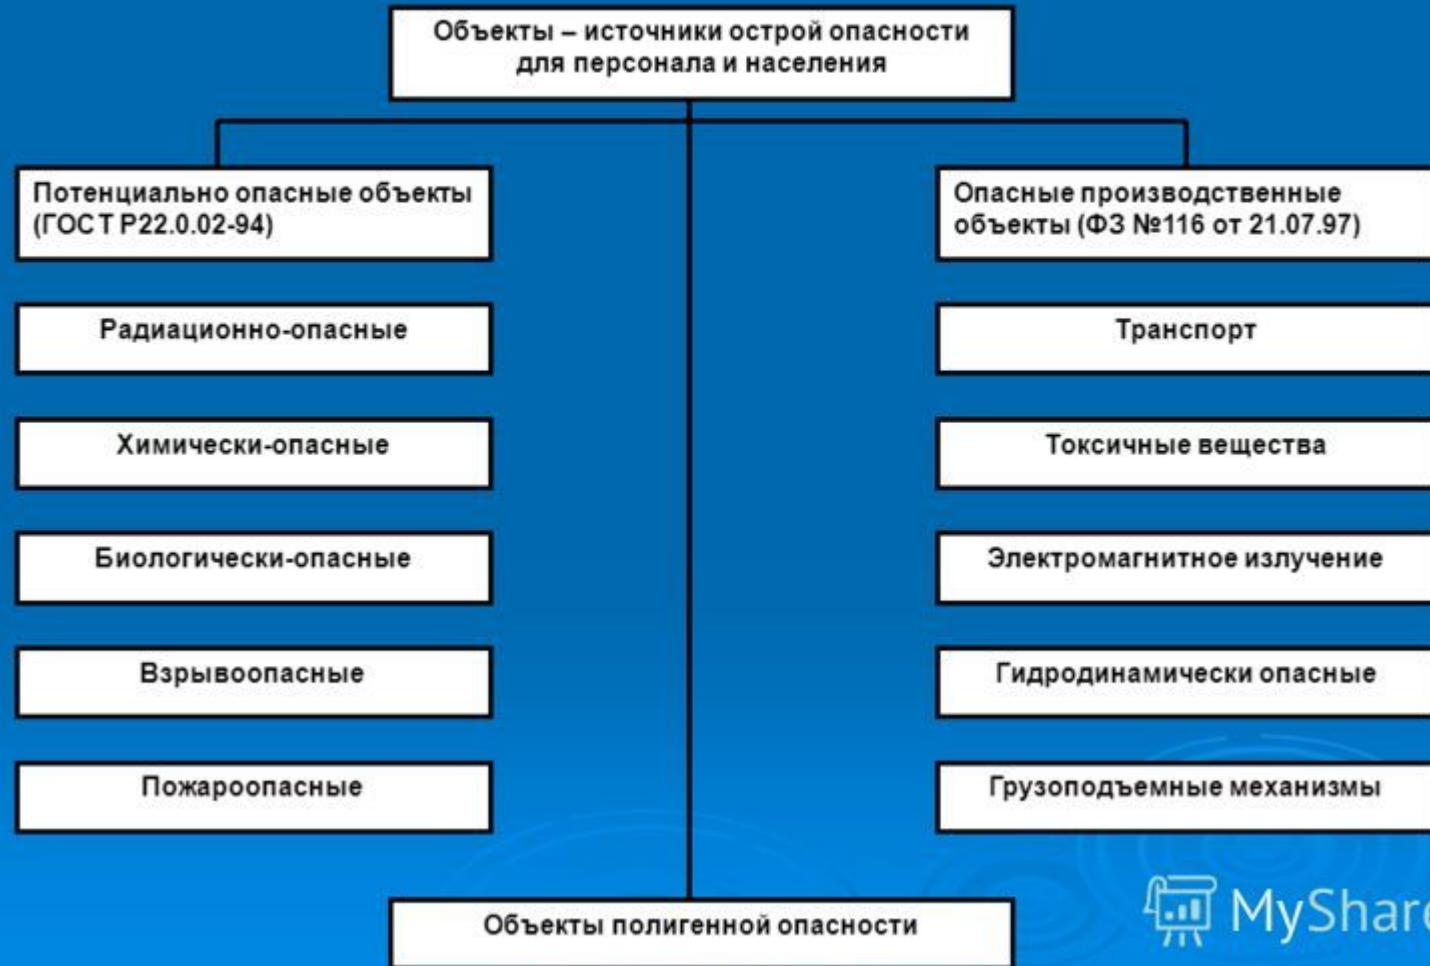 Объекты – источники острой опасности
для персонала и населения
Потенциально опасные объекты
(ГОСТ Р22.0.02-94)
Радиационно-опасные
Химически-опасные
Биологически-опасные
Взрывоопасные
Пожароопасные
Опасные производственные
объекты (ФЗ №116 от 21.07.97)
Транспорт
Токсичные вещества
Электромагнитное излучение
Гидродинамически опасные
Грузоподъемные механизмы
Объекты полигенной опасности
MyShare